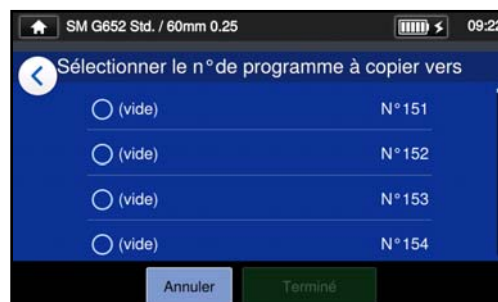 SM G652 Std. / 60mm 0.25 09:22
Sélectionner le n°de programme à copier vers
(vide) N°151
(vide) N°152
(vide) N°153
(vide) N°154
Annuler Terminé